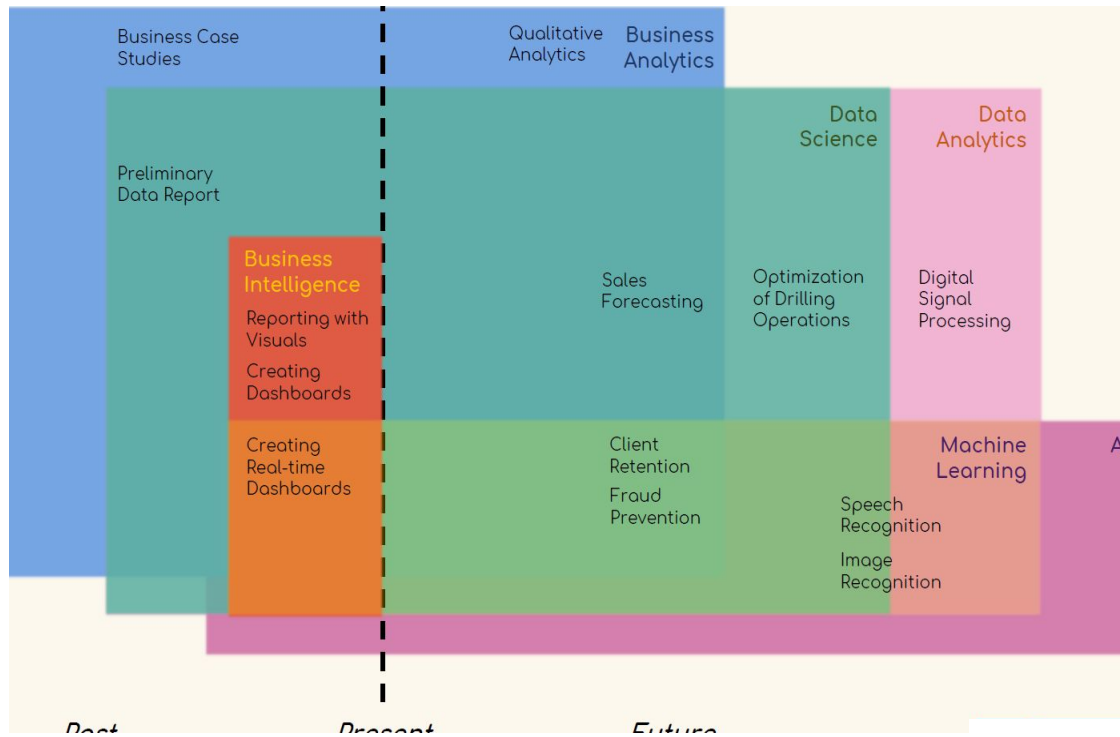 Business Case
Studies
Qualitative
Analytics
Business
Analytics
Data
Science
Data
Analytics
Preliminary
Data Report
Business
Intelligence
Reporting with
Visuals
Creating
Dashboards
Sales
Forecasting
Optimization
of Drilling
Operations
Digital
Signal
Processing
Creating
Real-time
Dashboards
Client
Retention
Fraud
Prevention
Machine
Learning
A
Speech
Recognition
Image
Recognition
Past
Present
Future